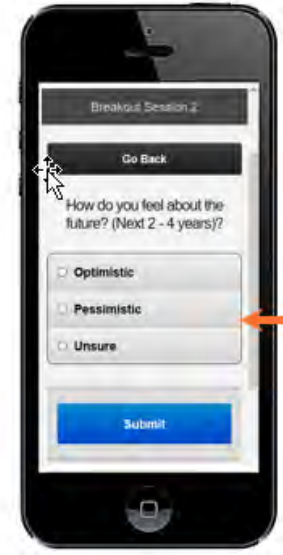 Breakout Session 2
Go Back
How do you feel about the
future? (Next 2 - 4 years)?
Optimistic
Pessimistic
Unsure
Submit